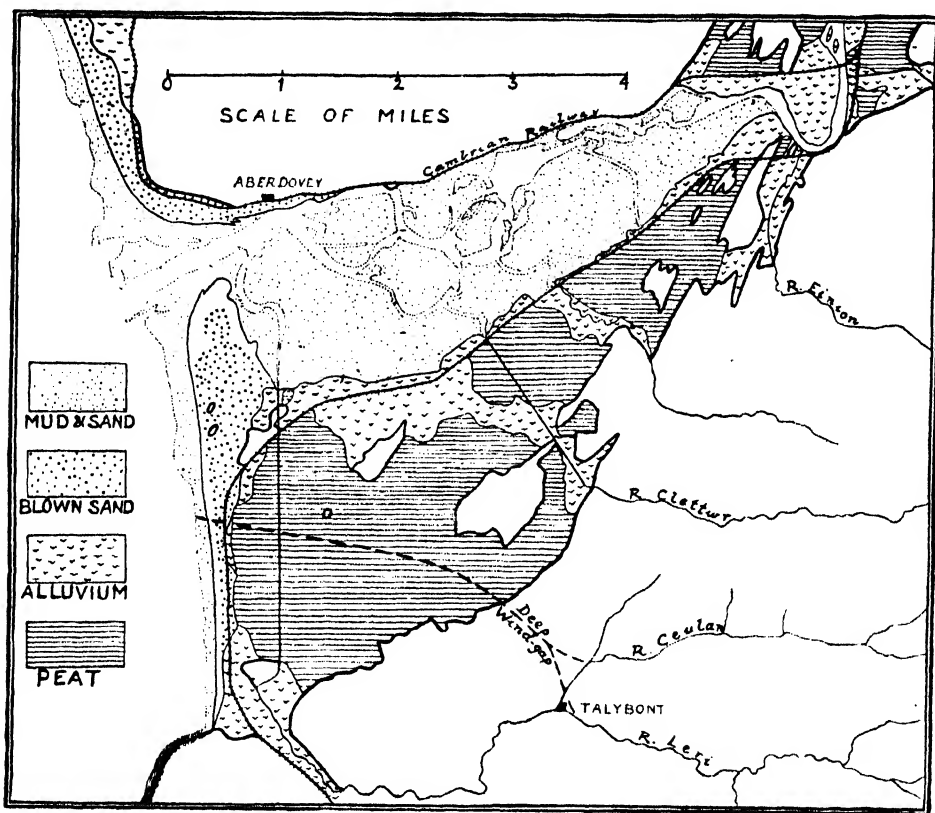 0 1 2 3 4
SCALE OF MILES
Cambrian Railway
ABERDOVEY
R. Einion
MUD & SAND
BLOWN SAND
R. Clettwr
ALLUVIUM
Deep
Wind-gap
R. Ceulan
PEAT
TALYBONT
R. Leri